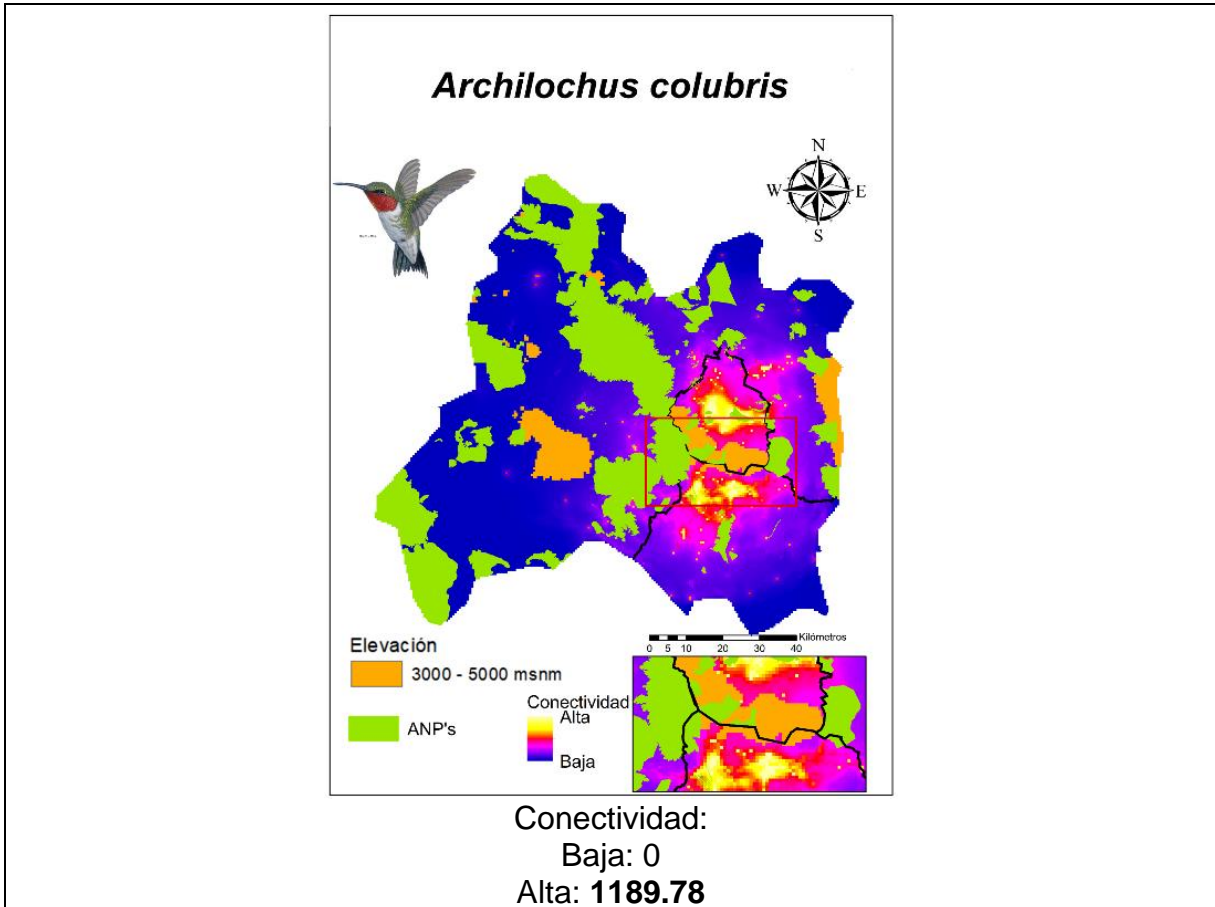 Archilochus colubris
N
W E
S
Elevación
3000 - 5000 msnm
ANP's
Conectividad
Alta
Baja
0 5 10 20 30 40 Kilómetros
Conectividad:
Baja: 0
Alta: 1189.78